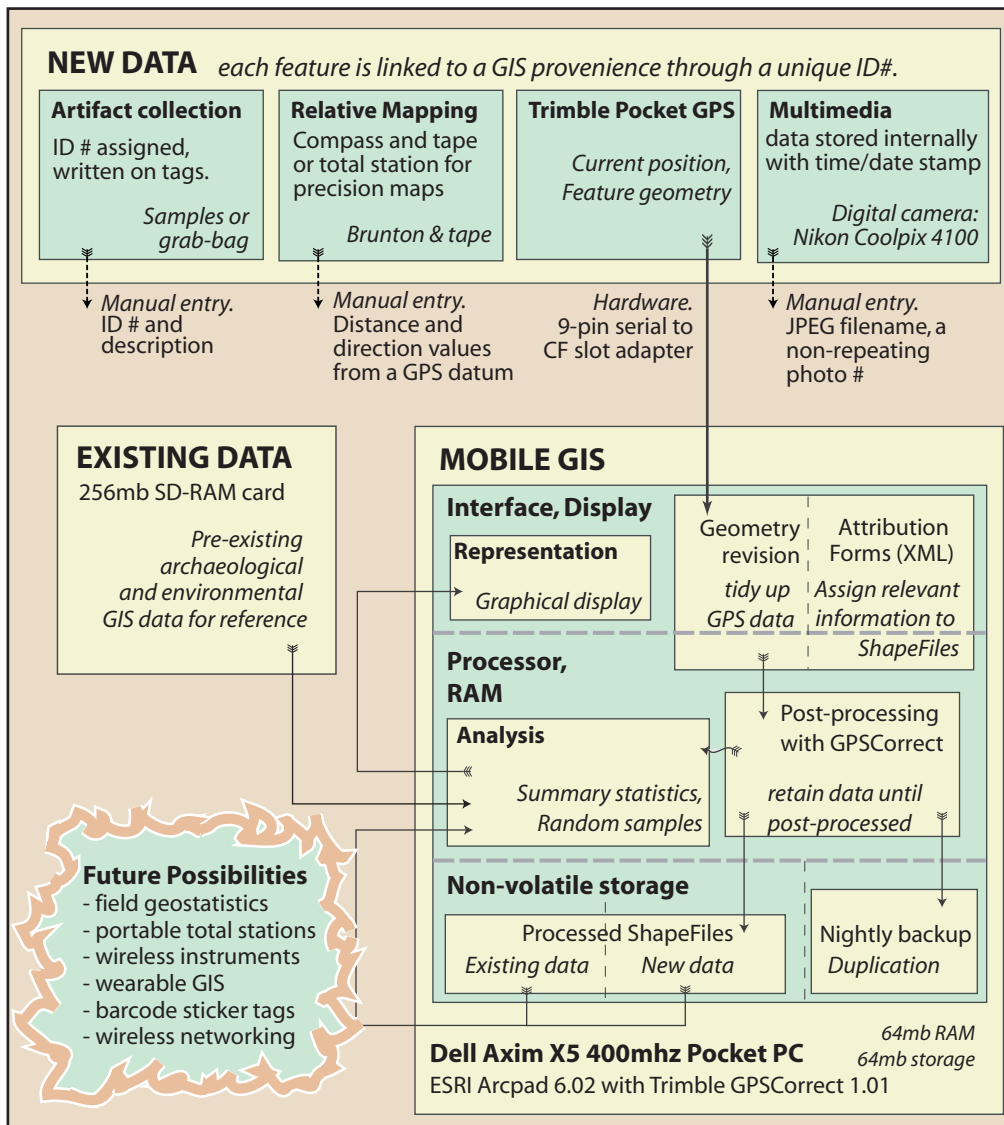 NEW DATA each feature is linked to a GIS provenience through a unique ID#.
Artifact collection
ID # assigned,
written on tags.
Samples or
grab-bag
Relative Mapping
Compass and tape
or total station for
precision maps
Brunton & tape
Trimble Pocket GPS
Current position,
Feature geometry
Multimedia
data stored internally
with time/date stamp
Digital camera:
Nikon Coolpix 4100
Manual entry.
ID # and
description
Manual entry.
Distance and
direction values
from a GPS datum
Hardware.
9-pin serial to
CF slot adapter
Manual entry.
JPEG filename, a
non-repeating
photo #
EXISTING DATA
256mb SD-RAM card
Pre-existing
archaeological
and environmental
GIS data for reference
MOBILE GIS
Interface, Display
Representation
Graphical display
Geometry
revision
tidy up
GPS data
Attribution
Forms (XML)
Assign relevant
information to
ShapeFiles
Processor,
RAM
Analysis
Summary statistics,
Random samples
Post-processing
with GPSCorrect
retain data until
post-processed
Non-volatile storage
Processed ShapeFiles
Existing data
New data
Nightly backup
Duplication
Future Possibilities
- field geostatistics
- portable total stations
- wireless instruments
- wearable GIS
- barcode sticker tags
- wireless networking
Dell Axim X5 400mhz Pocket PC
ESRI Arcpad 6.02 with Trimble GPSCorrect 1.01
64mb RAM
64mb storage